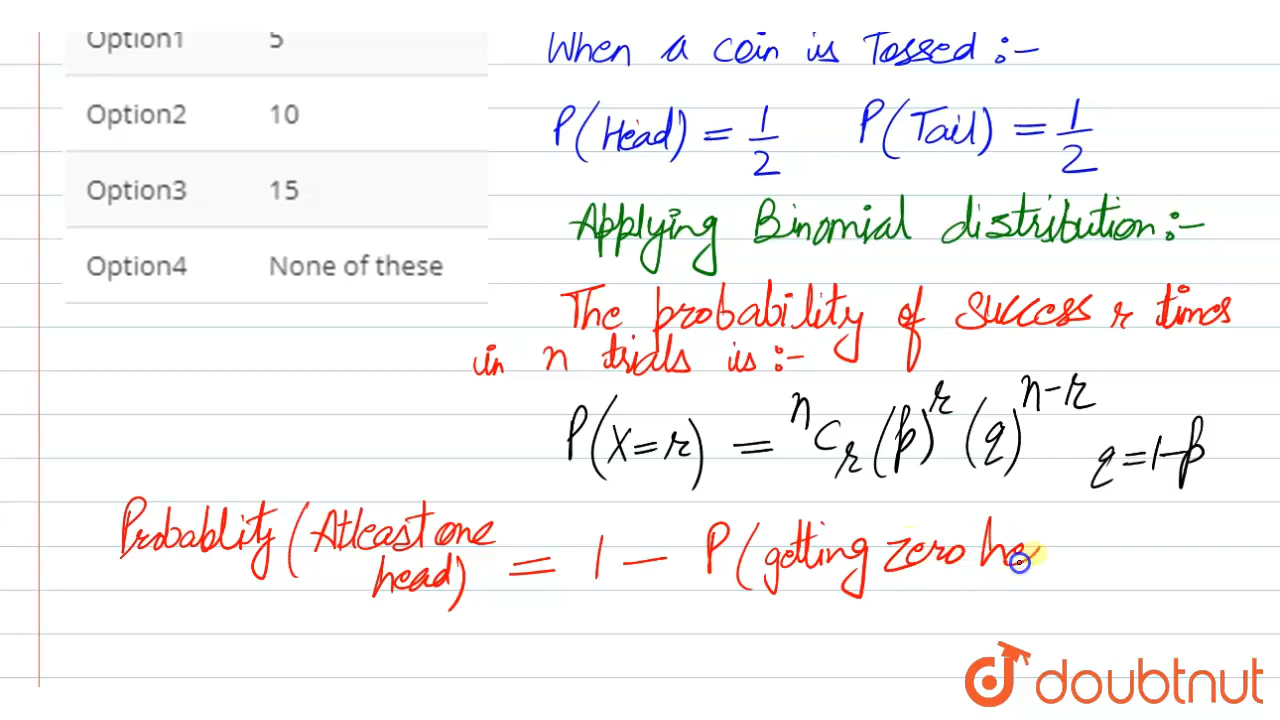 Option1 5
Option2 10
Option3 15
Option4 None of these
When a coin is Tossed :-
P(Head) = 1/2 P(Tail) = 1/2
Applying Binomial distribution:-
The probability of success r times
in n trials is :-
P(X=r) = ⁿCᵣ (p)ʳ (q)ⁿ⁻ʳ q=1-p
Probablity (Atleast one
head) = 1 - P(getting zero he
doubtnut